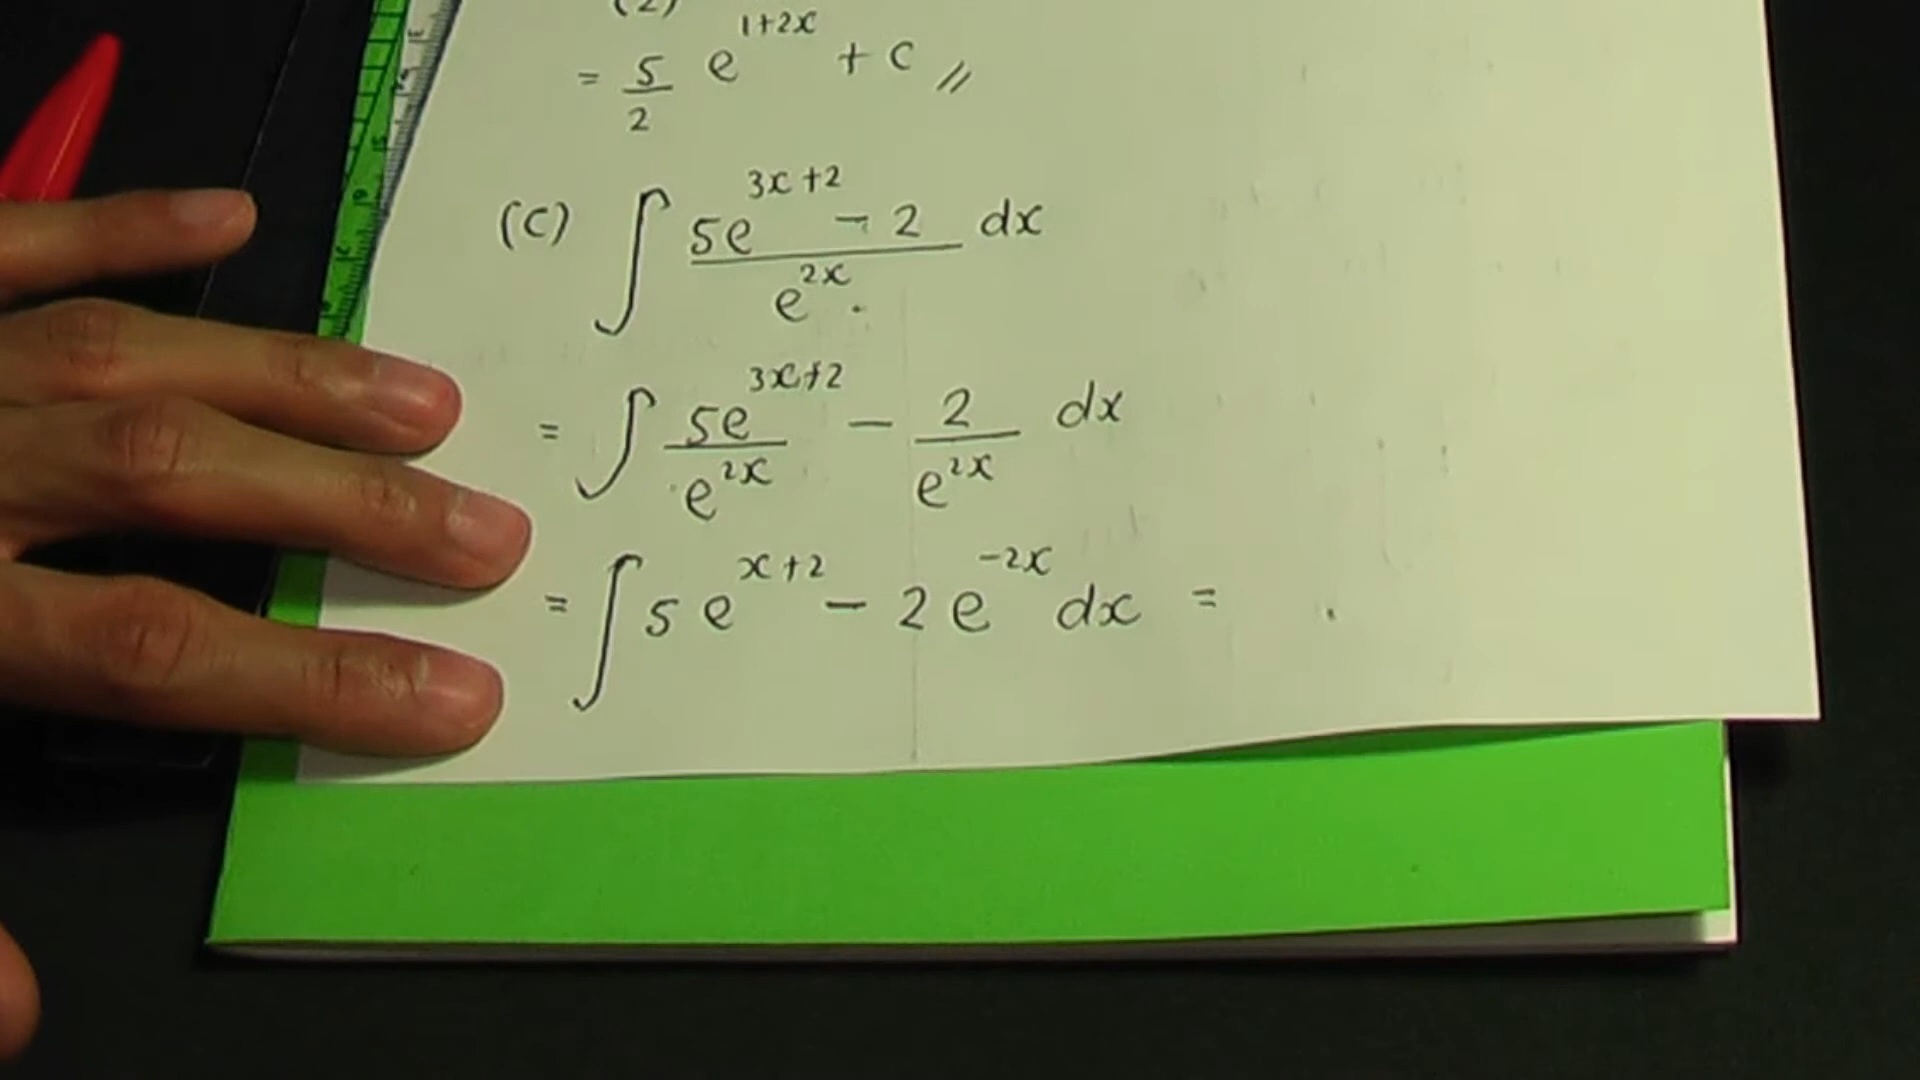 (2)
= 5/2 e^{1+2x} + c //
(c) ∫ (5e^{3x+2} - 2)/e^{2x} dx
= ∫ 5e^{3x+2}/e^{2x} - 2/e^{2x} dx
= ∫ 5e^{x+2} - 2e^{-2x} dx =